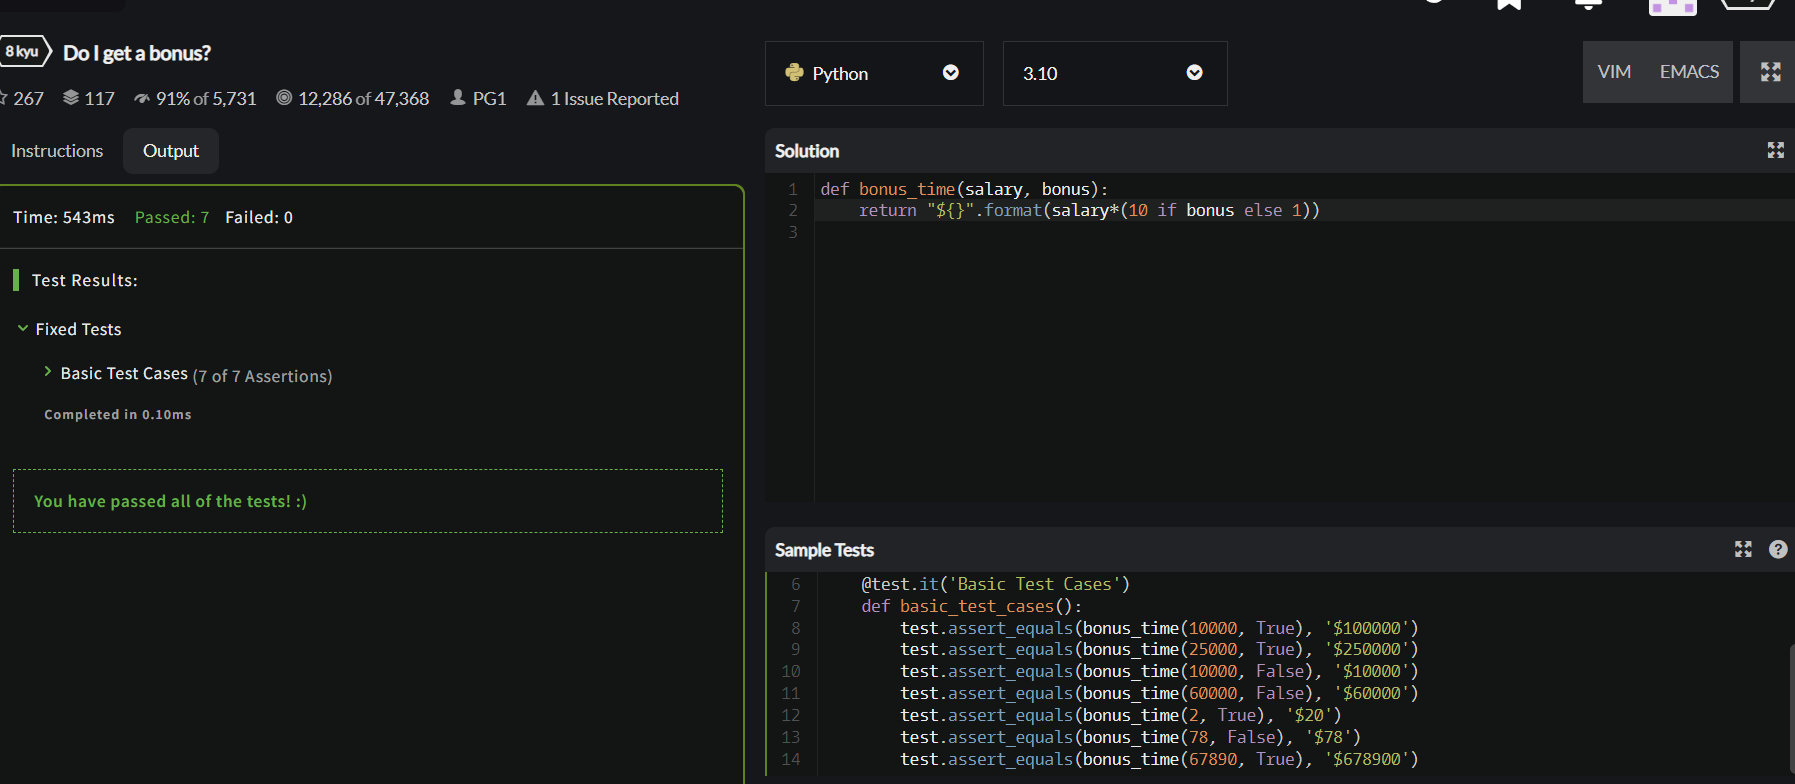 8 kyu Do I get a bonus?
267 117 91% of 5,731 12,286 of 47,368 PG1 1 Issue Reported
Instructions Output
Time: 543ms Passed: 7 Failed: 0
Test Results:
Fixed Tests
Basic Test Cases (7 of 7 Assertions)
Completed in 0.10ms
You have passed all of the tests! :)
Python 3.10 VIM EMACS
Solution
1 def bonus_time(salary, bonus):
2     return "${}".format(salary*(10 if bonus else 1))
3
Sample Tests
6     @test.it('Basic Test Cases')
7     def basic_test_cases():
8         test.assert_equals(bonus_time(10000, True), '$100000')
9         test.assert_equals(bonus_time(25000, True), '$250000')
10         test.assert_equals(bonus_time(10000, False), '$10000')
11         test.assert_equals(bonus_time(60000, False), '$60000')
12         test.assert_equals(bonus_time(2, True), '$20')
13         test.assert_equals(bonus_time(78, False), '$78')
14         test.assert_equals(bonus_time(67890, True), '$678900')